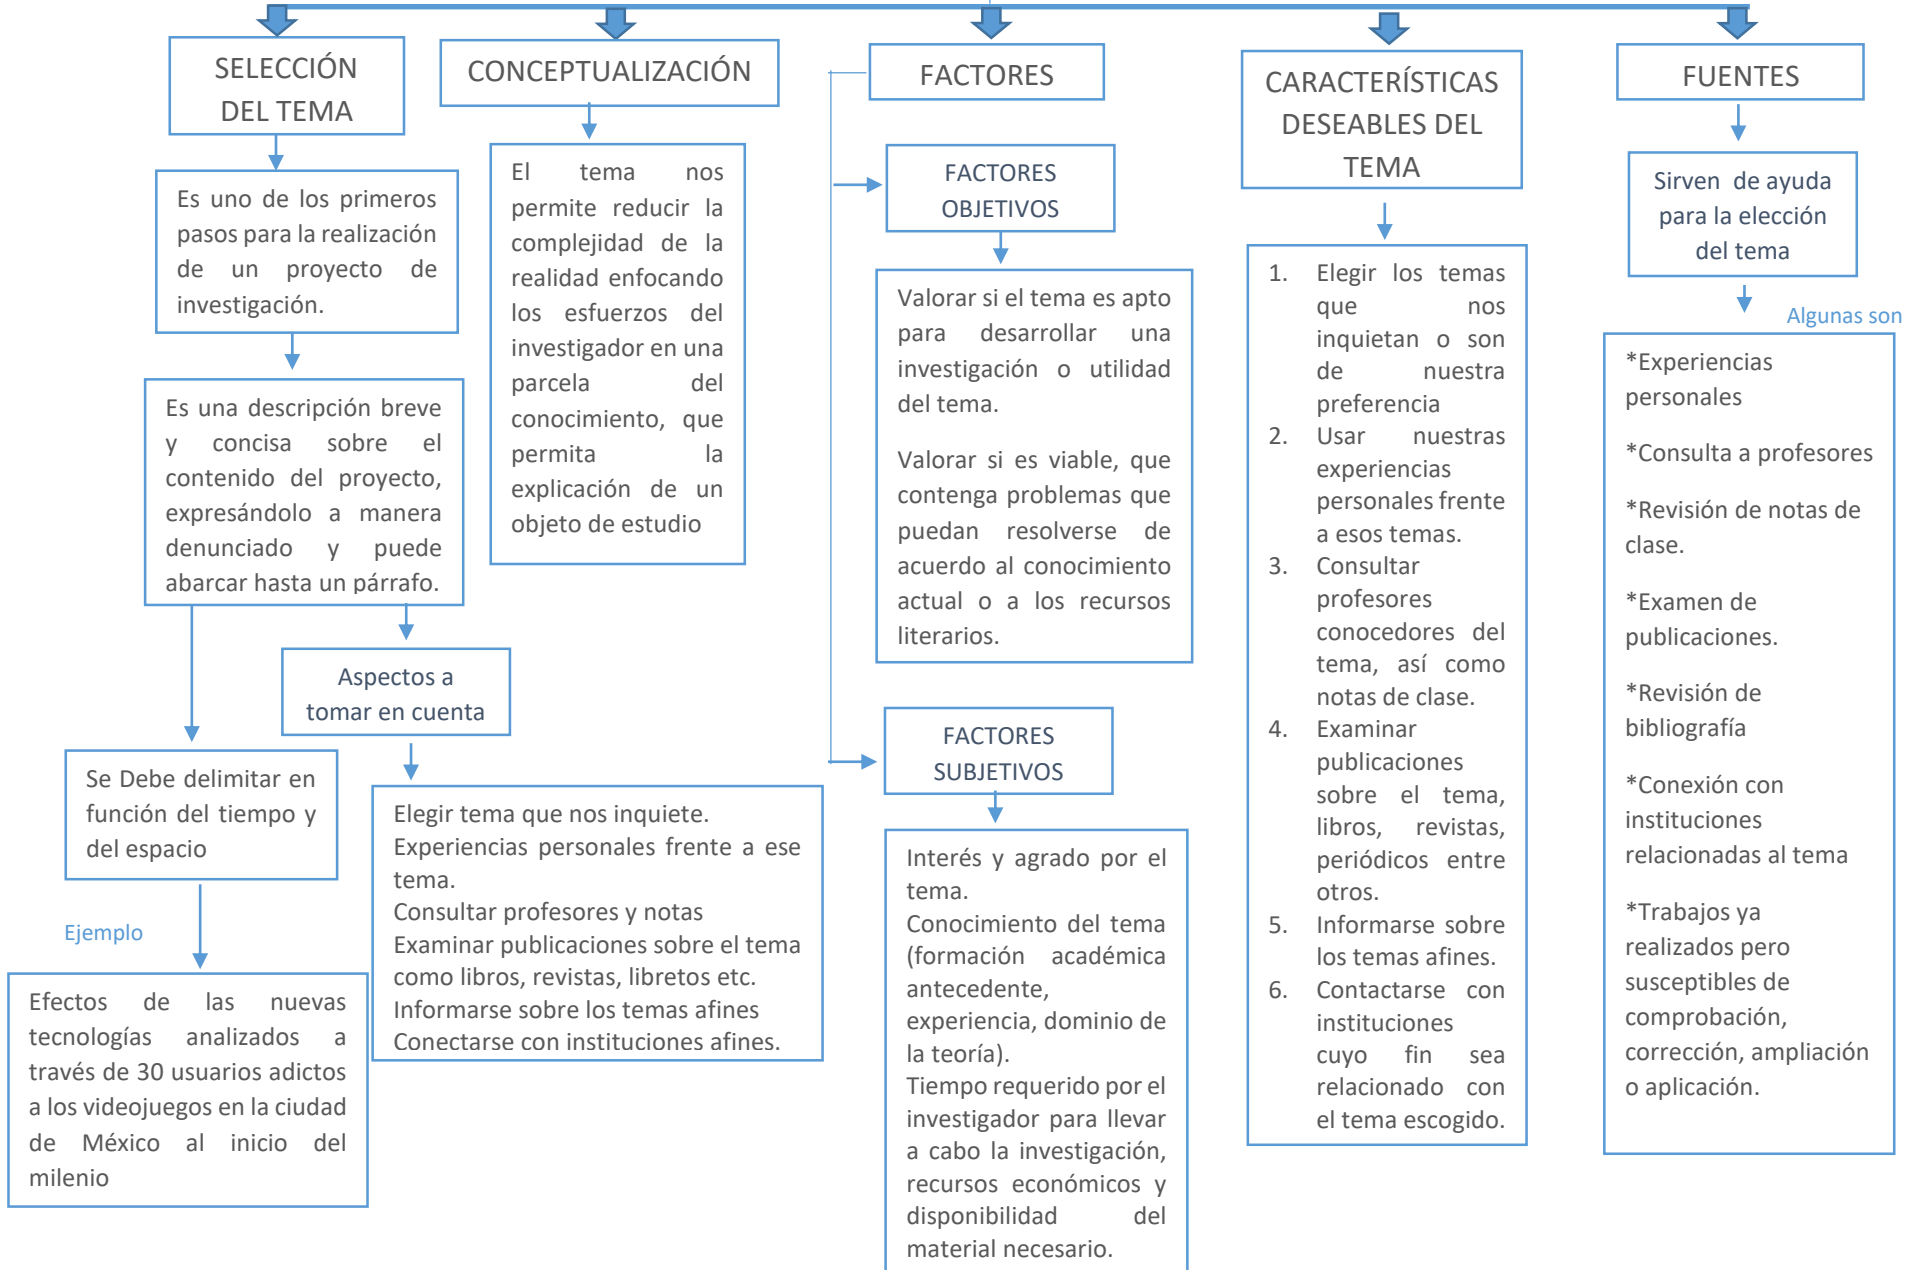 SELECCIÓN
DEL TEMA
Es uno de los primeros
pasos para la realización
de un proyecto de
investigación.
Es una descripción breve
y concisa sobre el
contenido del proyecto,
expresándolo a manera
denunciado y puede
abarcar hasta un párrafo.
Se Debe delimitar en
función del tiempo y
del espacio
Ejemplo
Efectos de las nuevas
tecnologías analizados a
través de 30 usuarios adictos
a los videojuegos en la ciudad
de México al inicio del
milenio
Aspectos a
tomar en cuenta
Elegir tema que nos inquiete.
Experiencias personales frente a ese
tema.
Consultar profesores y notas
Examinar publicaciones sobre el tema
como libros, revistas, libretos etc.
Informarse sobre los temas afines
Conectarse con instituciones afines.
CONCEPTUALIZACIÓN
El tema nos
permite reducir la
complejidad de la
realidad enfocando
los esfuerzos del
investigador en una
parcela del
conocimiento, que
permita la
explicación de un
objeto de estudio
FACTORES
FACTORES
OBJETIVOS
Valorar si el tema es apto
para desarrollar una
investigación o utilidad
del tema.
Valorar si es viable, que
contenga problemas que
puedan resolverse de
acuerdo al conocimiento
actual o a los recursos
literarios.
FACTORES
SUBJETIVOS
Interés y agrado por el
tema.
Conocimiento del tema
(formación académica
antecedente,
experiencia, dominio de
la teoría).
Tiempo requerido por el
investigador para llevar
a cabo la investigación,
recursos económicos y
disponibilidad del
material necesario.
CARACTERÍSTICAS
DESEABLES DEL
TEMA
1. Elegir los temas
que nos
inquietan o son
de nuestra
preferencia
2. Usar nuestras
experiencias
personales frente
a esos temas.
3. Consultar
profesores
conocedores del
tema, así como
notas de clase.
4. Examinar
publicaciones
sobre el tema,
libros, revistas,
periódicos entre
otros.
5. Informarse sobre
los temas afines.
6. Contactarse con
instituciones
cuyo fin sea
relacionado con
el tema escogido.
FUENTES
Sirven de ayuda
para la elección
del tema
Algunas son
*Experiencias
personales
*Consulta a profesores
*Revisión de notas de
clase.
*Examen de
publicaciones.
*Revisión de
bibliografía
*Conexión con
instituciones
relacionadas al tema
*Trabajos ya
realizados pero
susceptibles de
comprobación,
corrección, ampliación
o aplicación.